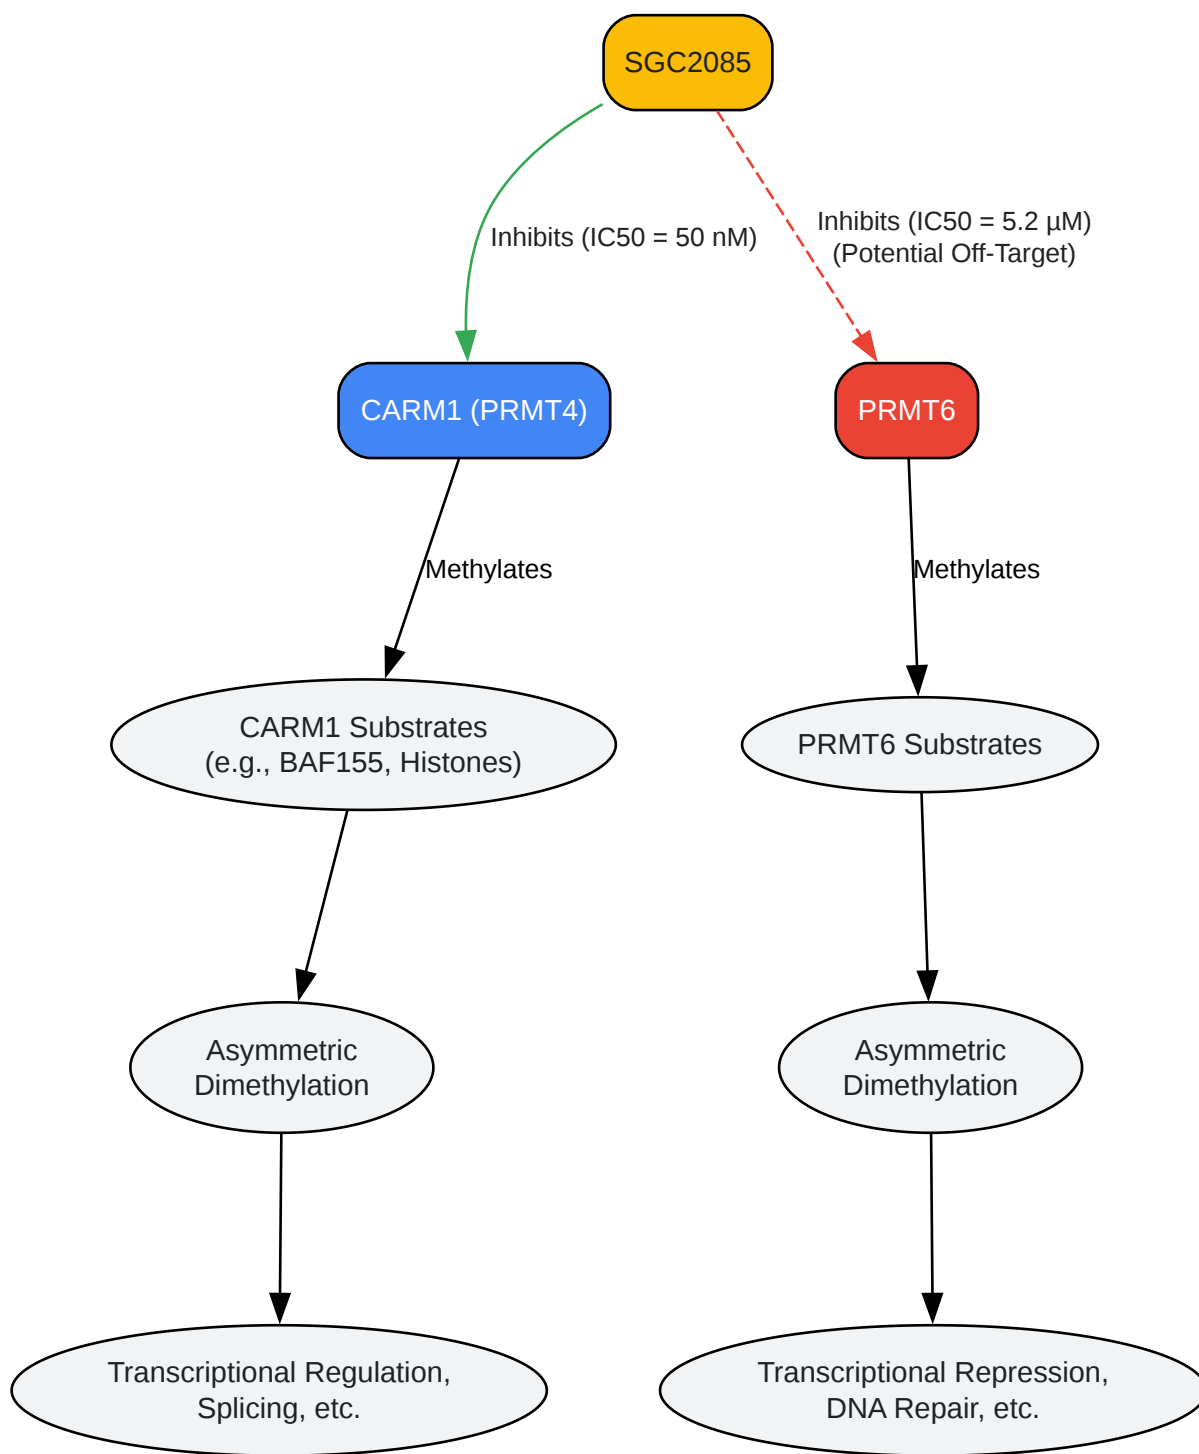 SGC2085
Inhibits (IC50 = 50 nM)
Inhibits (IC50 = 5.2 µM)
(Potential Off-Target)
CARM1 (PRMT4)
PRMT6
Methylates
Methylates
CARM1 Substrates
(e.g., BAF155, Histones)
PRMT6 Substrates
Asymmetric
Dimethylation
Asymmetric
Dimethylation
Transcriptional Regulation,
Splicing, etc.
Transcriptional Repression,
DNA Repair, etc.